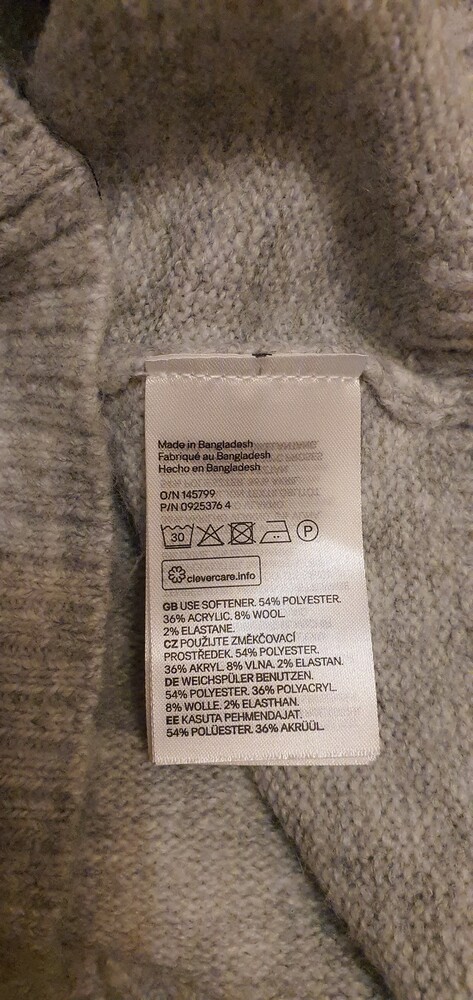 Made in Bangladesh
Fabriqué au Bangladesh
Hecho en Bangladesh
O/N 145799
P/N 0925376 4
30 P
clevercare.info
GB USE SOFTENER. 54% POLYESTER.
36% ACRYLIC. 8% WOOL.
2% ELASTANE.
CZ POUŽIJTE ZMĚKČOVACÍ
PROSTŘEDEK. 54% POLYESTER.
36% AKRYL. 8% VLNA. 2% ELASTAN.
DE WEICHSPÜLER BENUTZEN.
54% POLYESTER. 36% POLYACRYL.
8% WOLLE. 2% ELASTHAN.
EE KASUTA PEHMENDAJAT.
54% POLÜESTER. 36% AKRÜÜL.